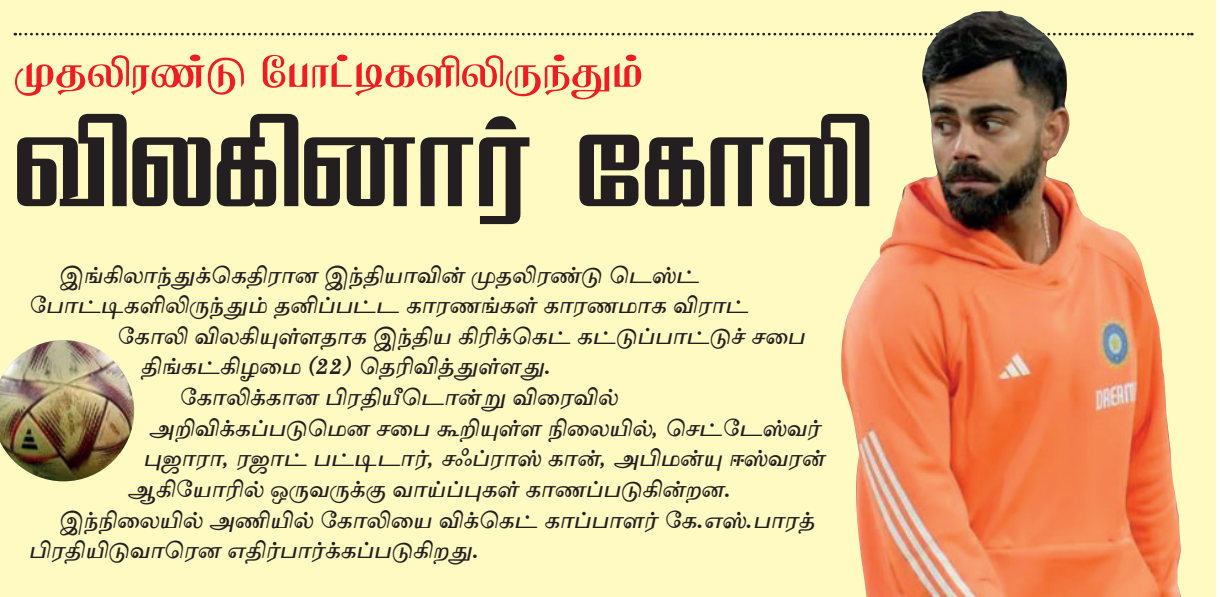 முதலிரண்டு போட்டிகளிலிருந்தும்
விலகினார் கோலி
இங்கிலாந்துக்கெதிரான இந்தியாவின் முதலிரண்டு டெஸ்ட்
போட்டிகளிலிருந்தும் தனிப்பட்ட காரணங்கள் காரணமாக விராட்
கோலி விலகியுள்ளதாக இந்திய கிரிக்கெட் கட்டுப்பாட்டுச் சபை
திங்கட்கிழமை (22) தெரிவித்துள்ளது.
கோலிக்கான பிரதியீடொன்று விரைவில்
அறிவிக்கப்படுமென சபை கூறியுள்ள நிலையில், செட்டேஸ்வர்
புஜாரா, ரஜாட் பட்டிடார், சஃப்ராஸ் கான், அபிமன்யு ஈஸ்வரன்
ஆகியோரில் ஒருவருக்கு வாய்ப்புகள் காணப்படுகின்றன.
இந்நிலையில் அணியில் கோலியை விக்கெட் காப்பாளர் கே.எஸ்.பாரத்
பிரதியிடுவாரென எதிர்பார்க்கப்படுகிறது.